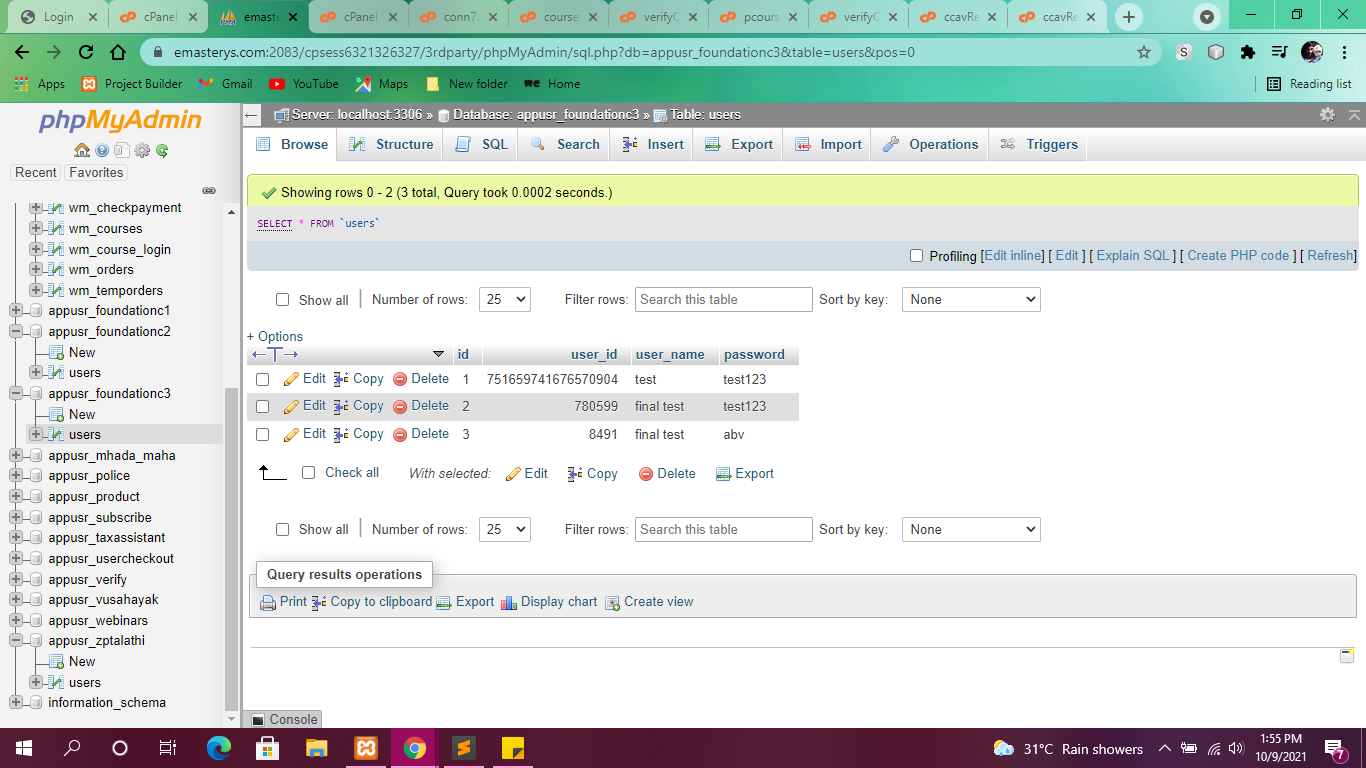 Login
cPanel
emaster
cPanel
conn7.
course
verifyC
pcours
verifyC
ccavRe
ccavRe
emasterys.com:2083/cpsess6321326327/3rdparty/phpMyAdmin/sql.php?db=appusr_foundationc3&table=users&pos=0
Apps Project Builder Gmail YouTube Maps New folder Home Reading list
phpMyAdmin
Recent Favorites
wm_checkpayment
wm_courses
wm_course_login
wm_orders
wm_temporders
appusr_foundationc1
appusr_foundationc2
New
users
appusr_foundationc3
New
users
appusr_mhada_maha
appusr_police
appusr_product
appusr_subscribe
appusr_taxassistant
appusr_usercheckout
appusr_verify
appusr_vusahayak
appusr_webinars
appusr_zptalathi
New
users
information_schema
Server: localhost:3306 » Database: appusr_foundationc3 » Table: users
Browse Structure SQL Search Insert Export Import Operations Triggers
Showing rows 0 - 2 (3 total, Query took 0.0002 seconds.)
SELECT * FROM `users`
Profiling [Edit inline] [ Edit ] [ Explain SQL ] [ Create PHP code ] [ Refresh]
Show all | Number of rows: 25 Filter rows: Search this table Sort by key: None
+ Options
←T→ id user_id user_name password
Edit Copy Delete 1 751659741676570904 test test123
Edit Copy Delete 2 780599 final test test123
Edit Copy Delete 3 8491 final test abv
Check all With selected: Edit Copy Delete Export
Show all | Number of rows: 25 Filter rows: Search this table Sort by key: None
Query results operations
Print Copy to clipboard Export Display chart Create view
Console
31°C Rain showers
1:55 PM
10/9/2021
7